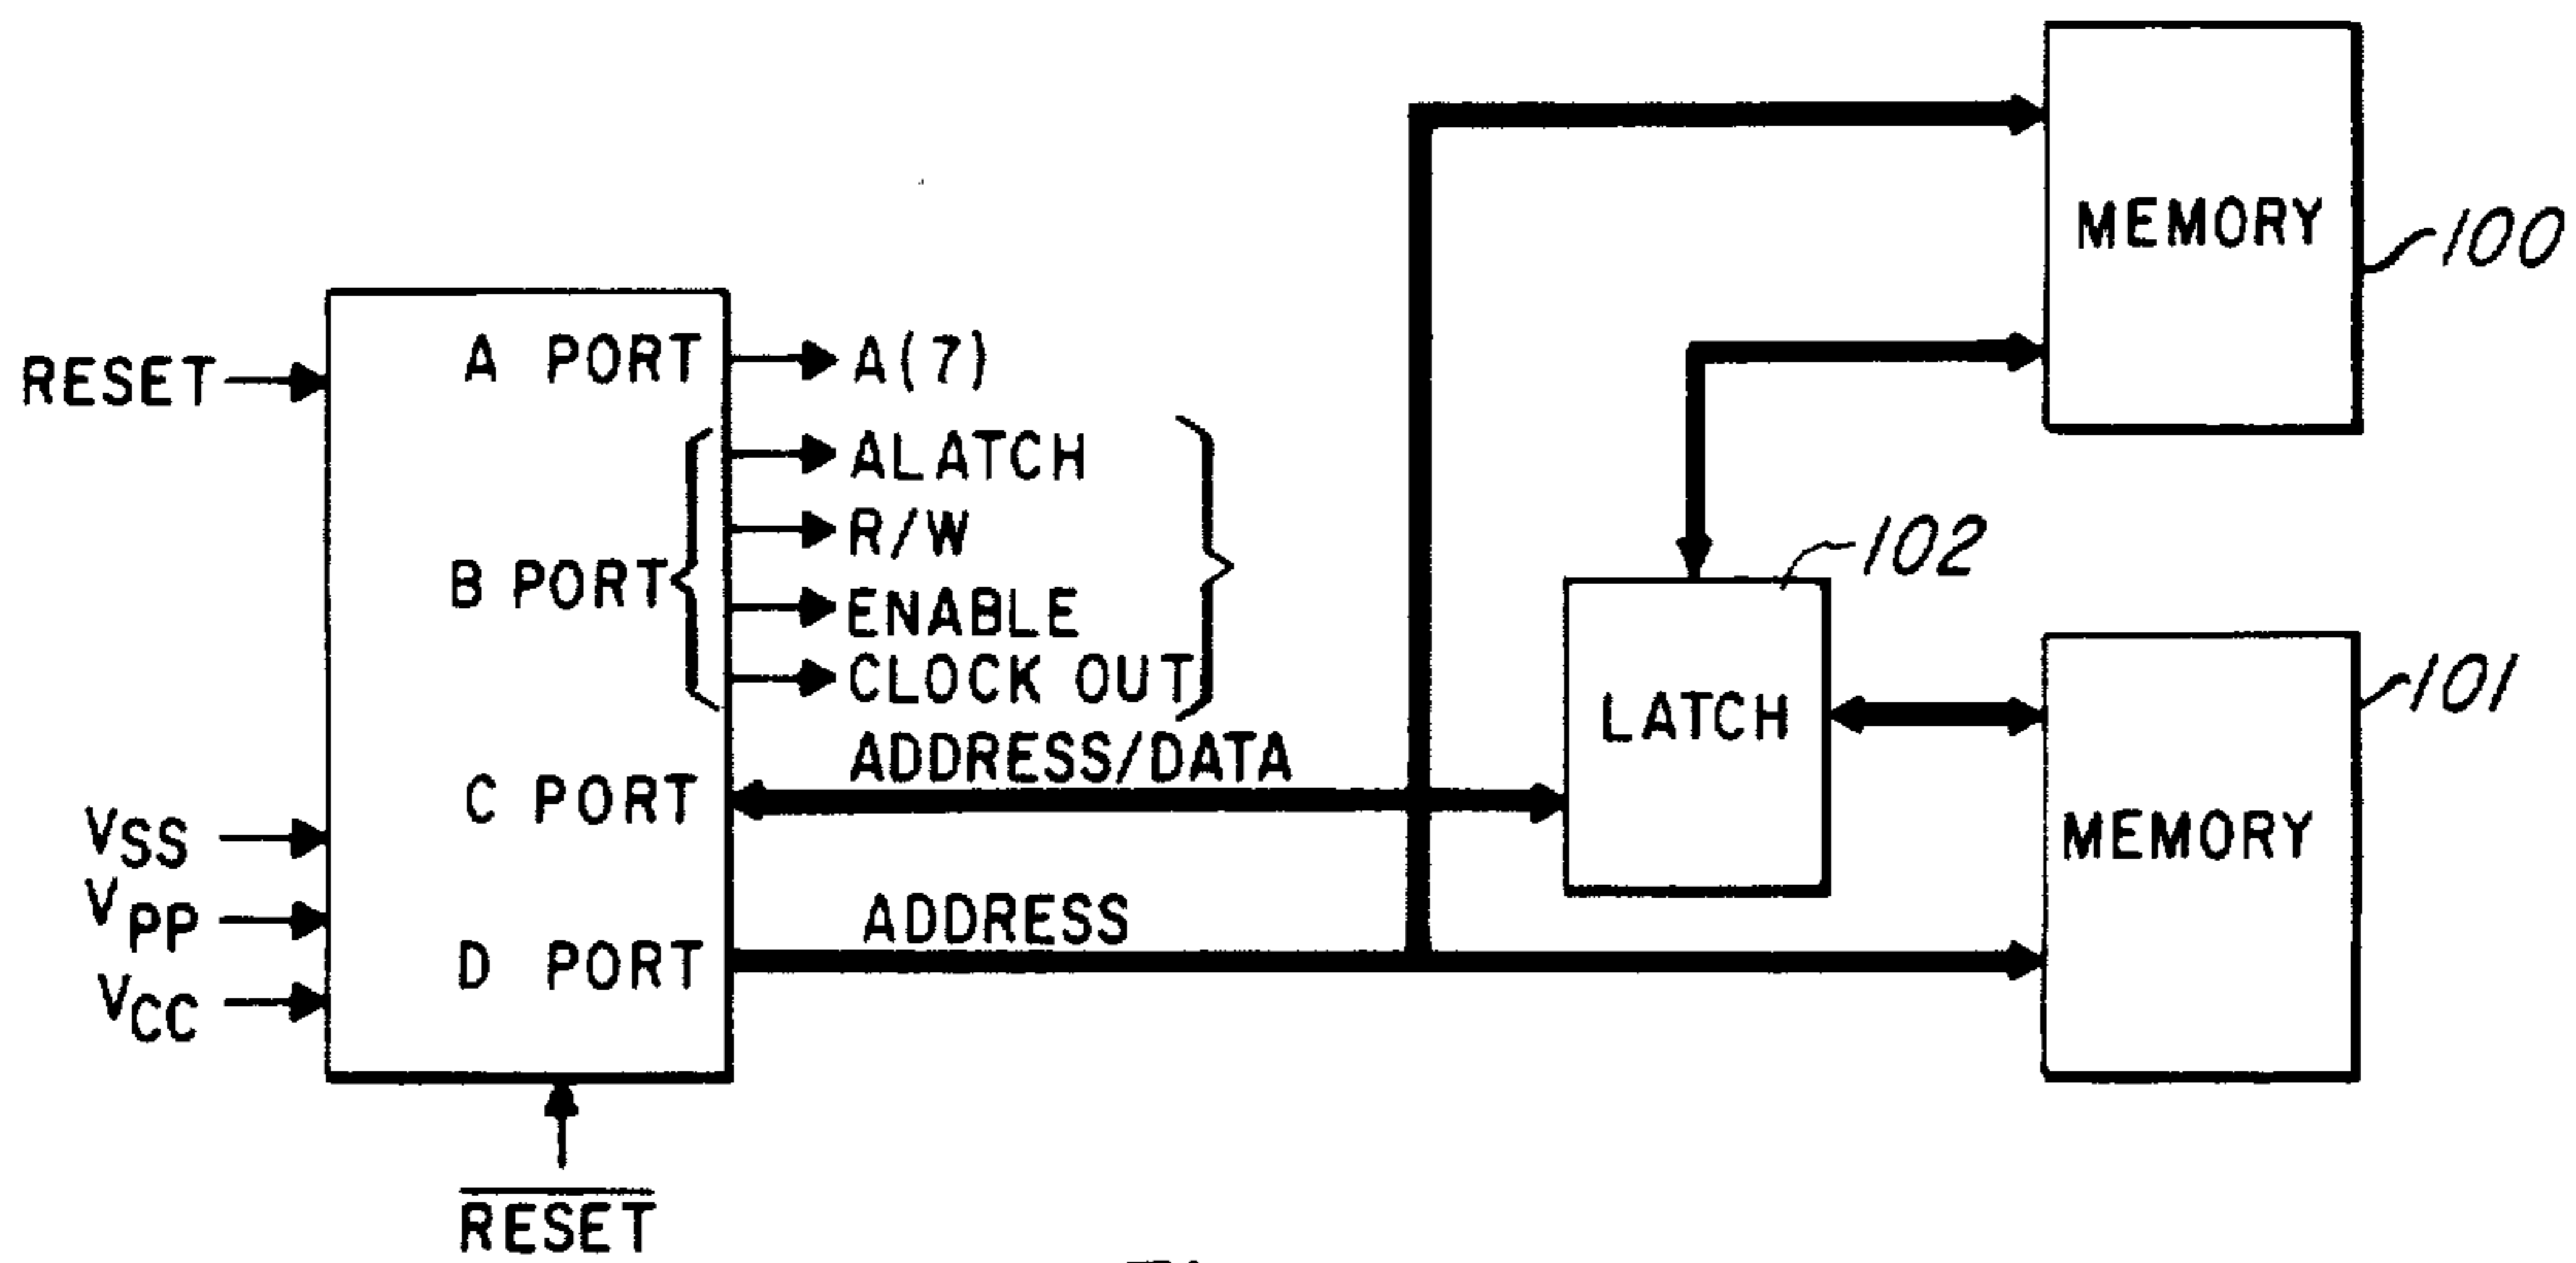 MEMORY
100
RESET
A PORT
A(7)
ALATCH
R/W
B PORT
ENABLE
CLOCK OUT
102
LATCH
MEMORY
101
ADDRESS/DATA
C PORT
VSS
VPP
VCC
ADDRESS
D PORT
R̅E̅S̅E̅T̅